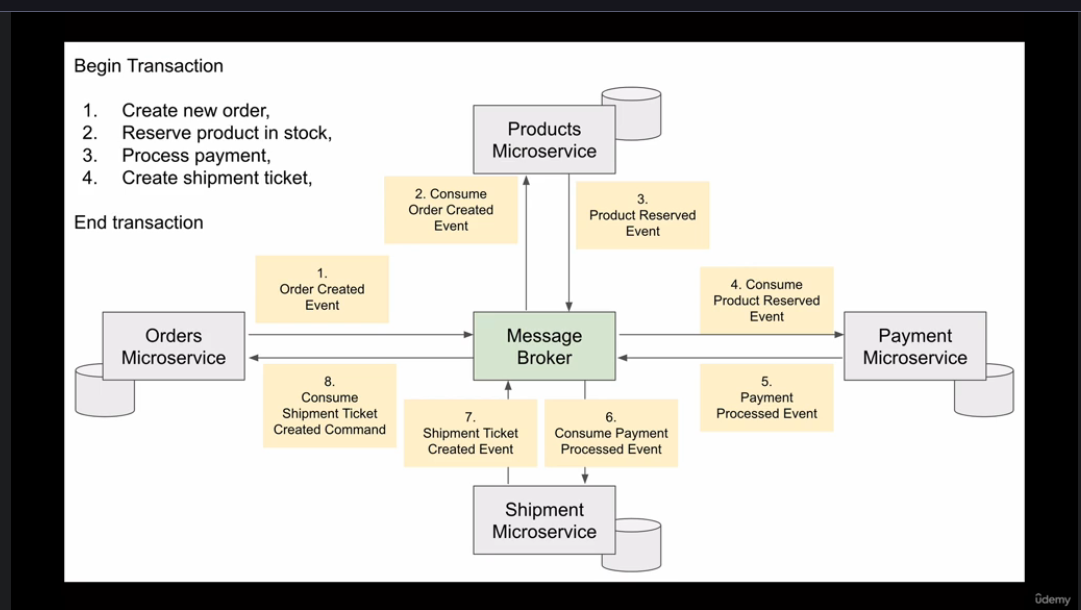 Begin Transaction
1. Create new order,
2. Reserve product in stock,
3. Process payment,
4. Create shipment ticket,
End transaction
Products
Microservice
2. Consume
Order Created
Event
3.
Product Reserved
Event
1.
Order Created
Event
4. Consume
Product Reserved
Event
Orders
Microservice
Message
Broker
Payment
Microservice
8.
Consume
Shipment Ticket
Created Command
7.
Shipment Ticket
Created Event
6.
Consume Payment
Processed Event
5.
Payment
Processed Event
Shipment
Microservice
ûdemy